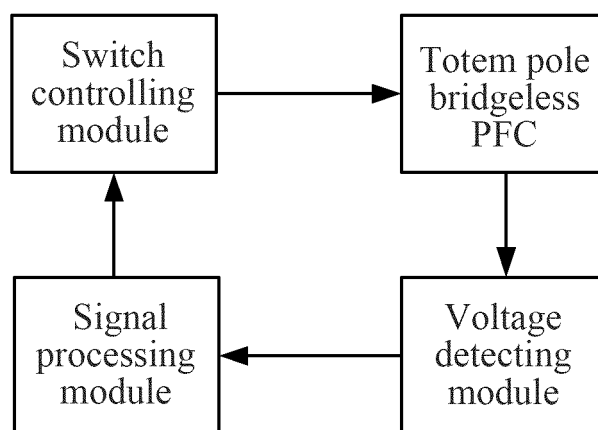 Switch
controlling
module
Totem pole
bridgeless
PFC
Signal
processing
module
Voltage
detecting
module